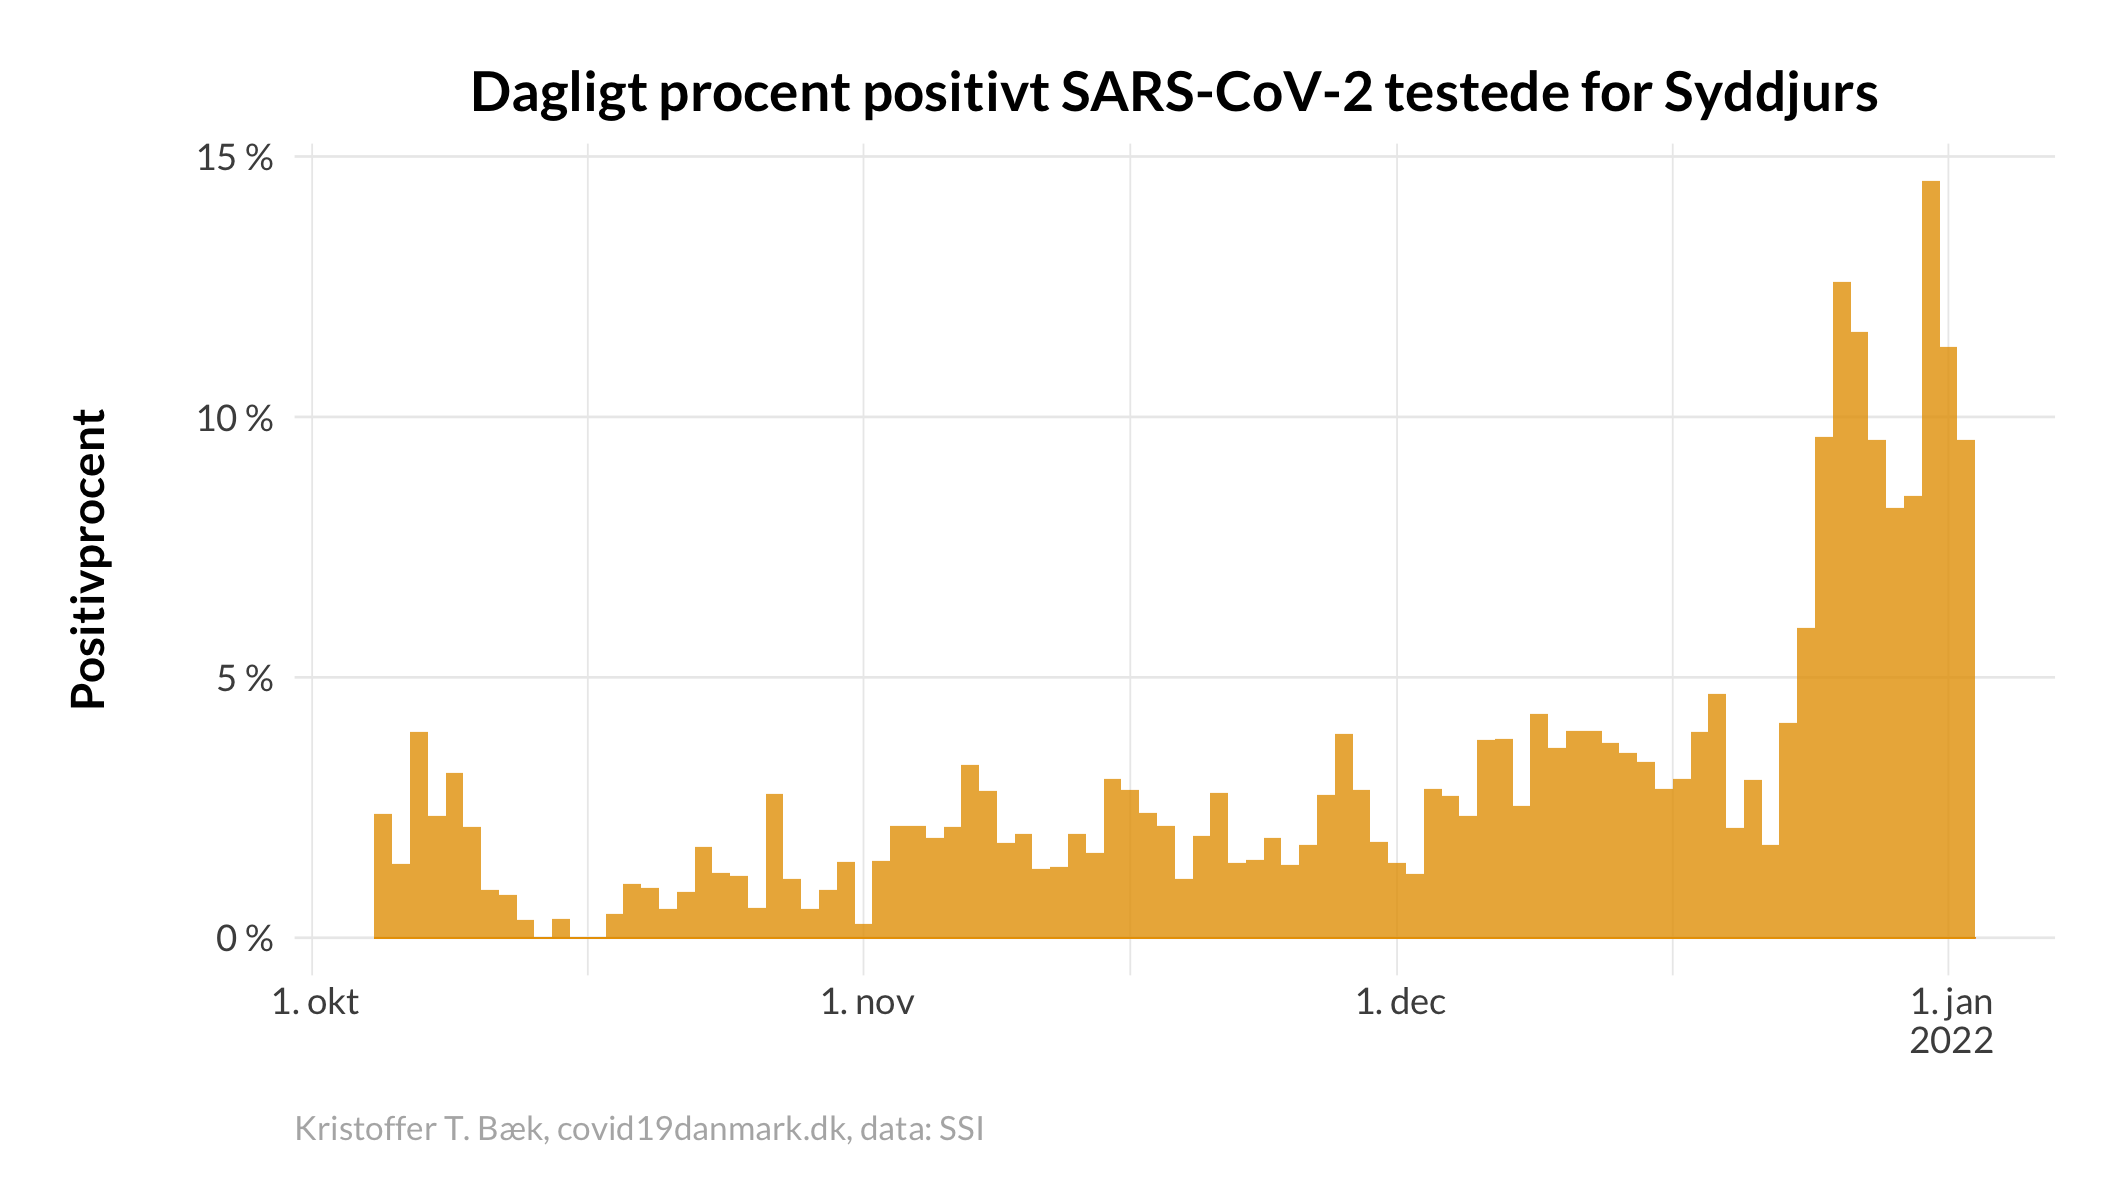 Dagligt procent positivt SARS-CoV-2 testede for Syddjurs
15 %
10 %
5 %
0 %
Positivprocent
1. okt
1. nov
1. dec
1. jan
2022
Kristoffer T. Bæk, covid19danmark.dk, data: SSI